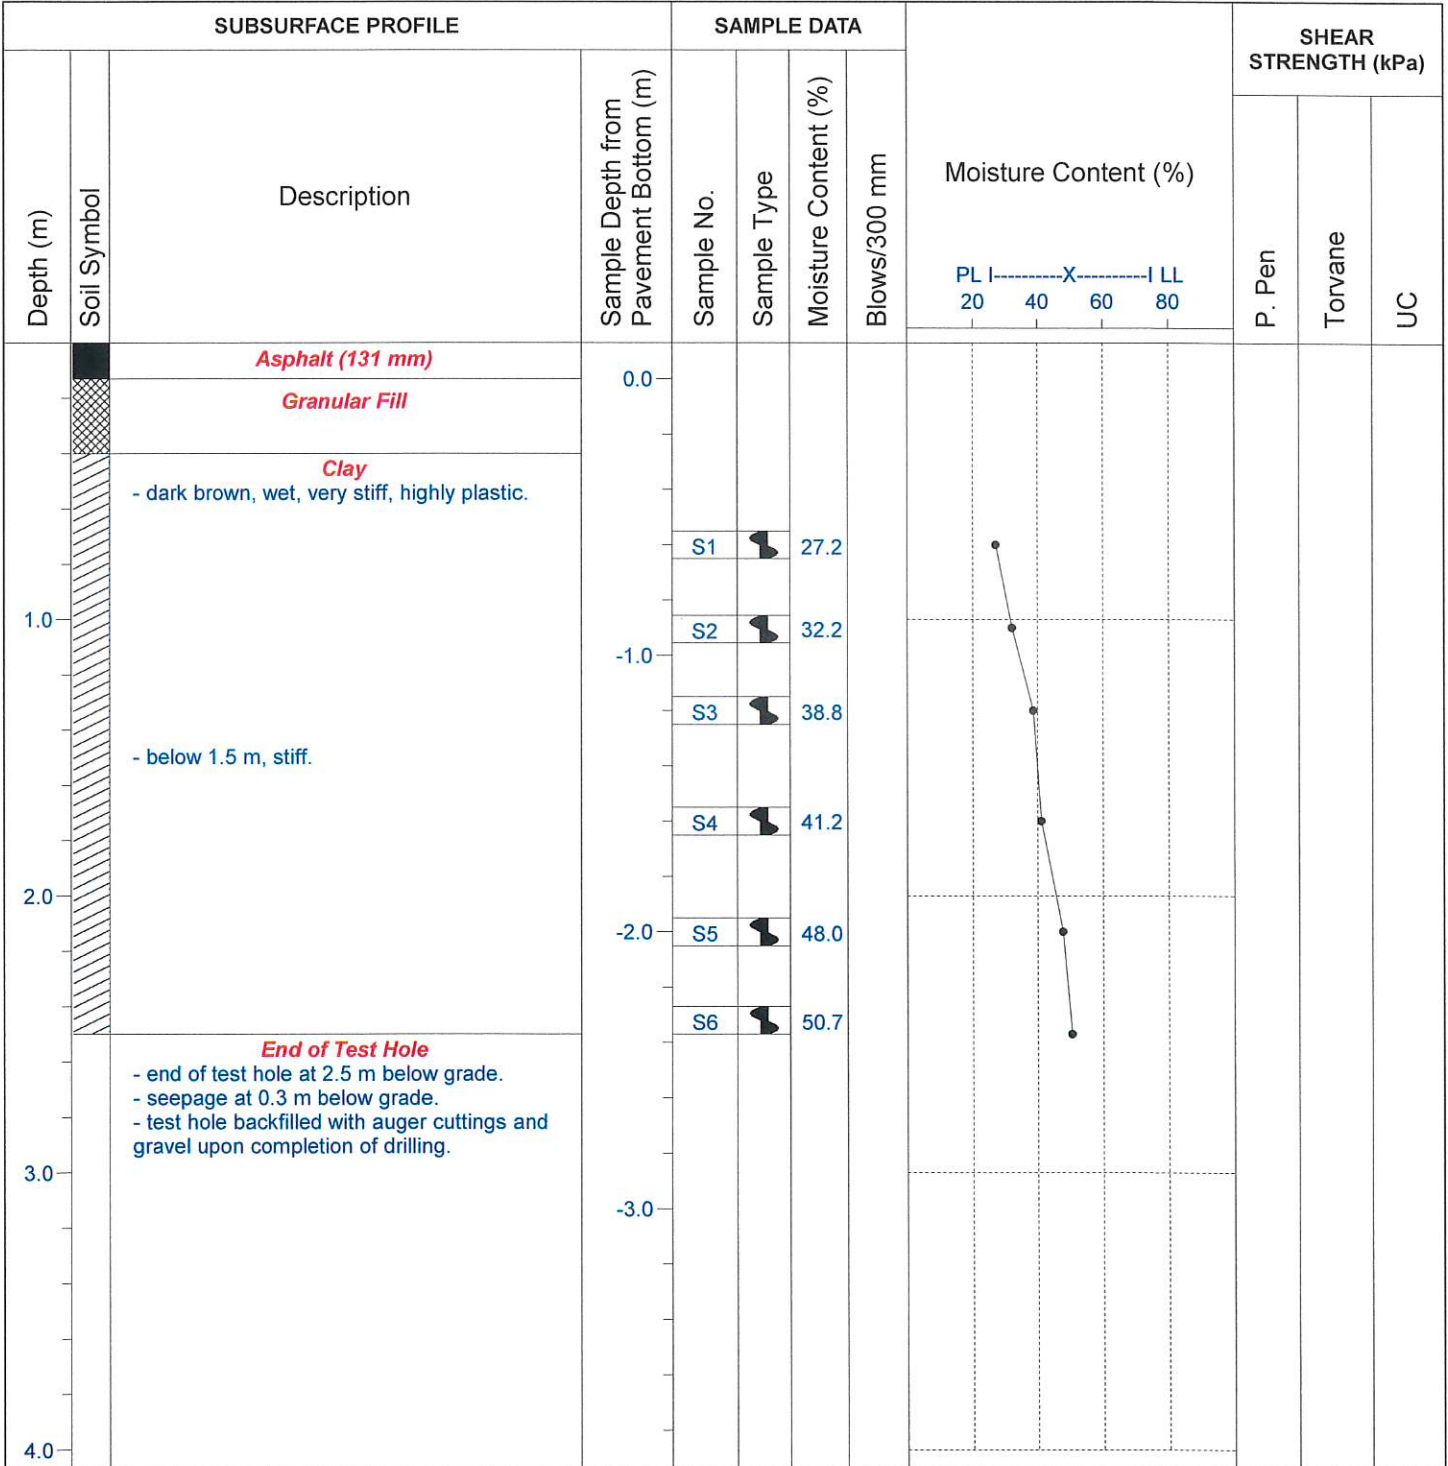 SUBSURFACE PROFILE
SAMPLE DATA
SHEAR
STRENGTH (kPa)
Depth (m)
Soil Symbol
Description
Sample Depth from
Pavement Bottom (m)
Sample No.
Sample Type
Moisture Content (%)
Blows/300 mm
Moisture Content (%)
PL I----------X----------I LL
20 40 60 80
P. Pen
Torvane
UC
Asphalt (131 mm)
0.0
Granular Fill
Clay
- dark brown, wet, very stiff, highly plastic.
S1 27.2
1.0
S2 32.2
-1.0
S3 38.8
- below 1.5 m, stiff.
S4 41.2
2.0
-2.0 S5 48.0
S6 50.7
End of Test Hole
- end of test hole at 2.5 m below grade.
- seepage at 0.3 m below grade.
- test hole backfilled with auger cuttings and
gravel upon completion of drilling.
3.0
-3.0
4.0